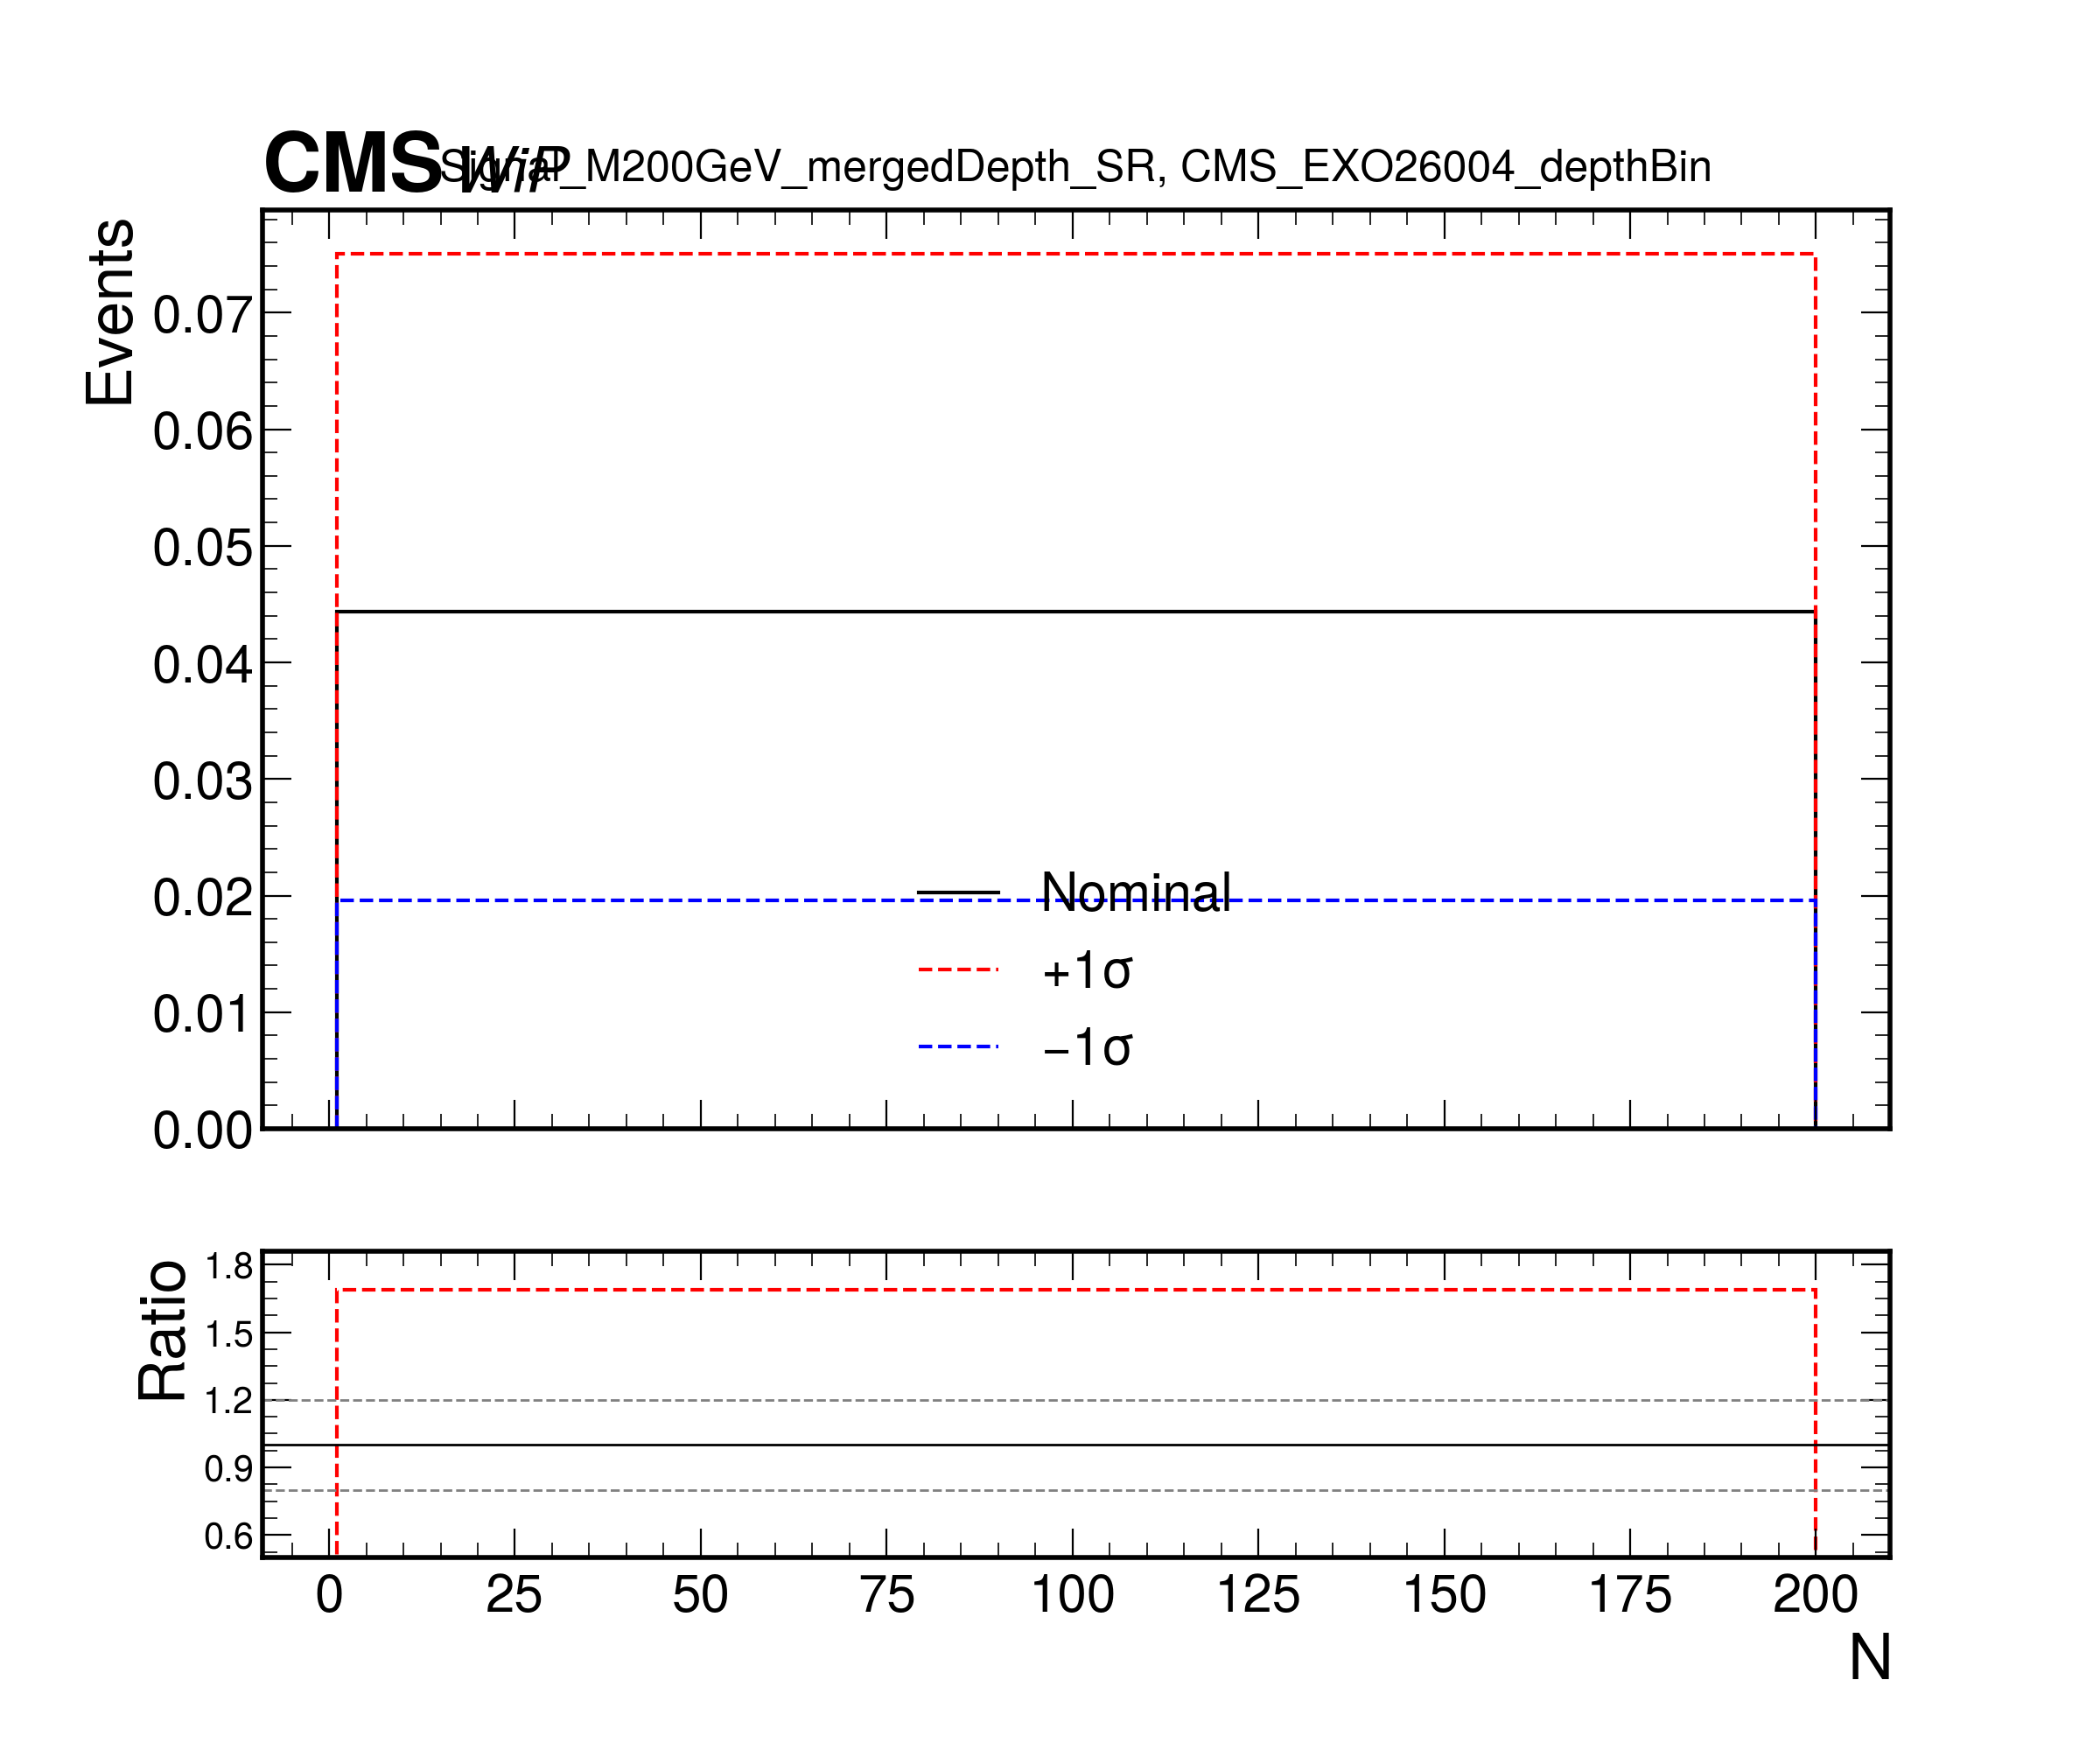 CMS WiP Signal_M200GeV_mergedDepth_SR, CMS_EXO26004_depthBin
Events
0.07
0.06
0.05
0.04
0.03
0.02
0.01
0.00
Nominal
+1σ
−1σ
Ratio
1.8
1.5
1.2
0.9
0.6
0 25 50 75 100 125 150 175 200
N